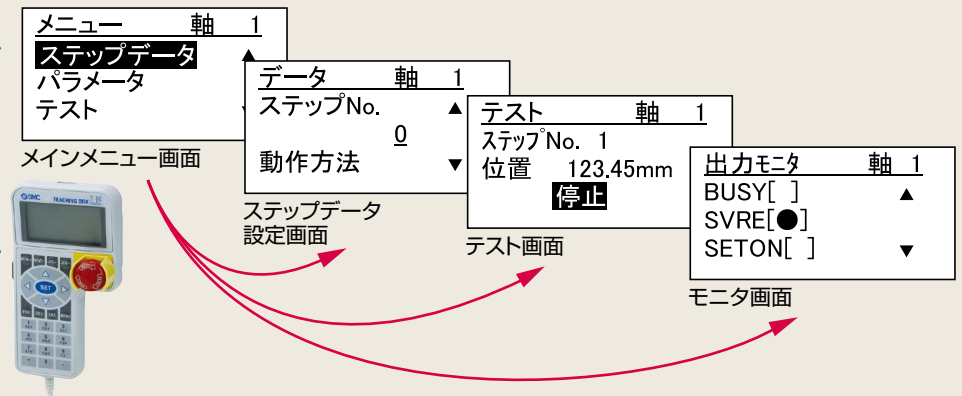 メニュー 軸 1
ステップデータ
パラメータ
テスト
メインメニュー画面
データ 軸 1
ステップNo.
0
動作方法
ステップデータ
設定画面
テスト 軸 1
ステップNo. 1
位置 123.45mm
停止
テスト画面
出力モニタ 軸 1
BUSY[ ]
SVRE[●]
SETON[ ]
モニタ画面
SMC TEACHING BOX
SET